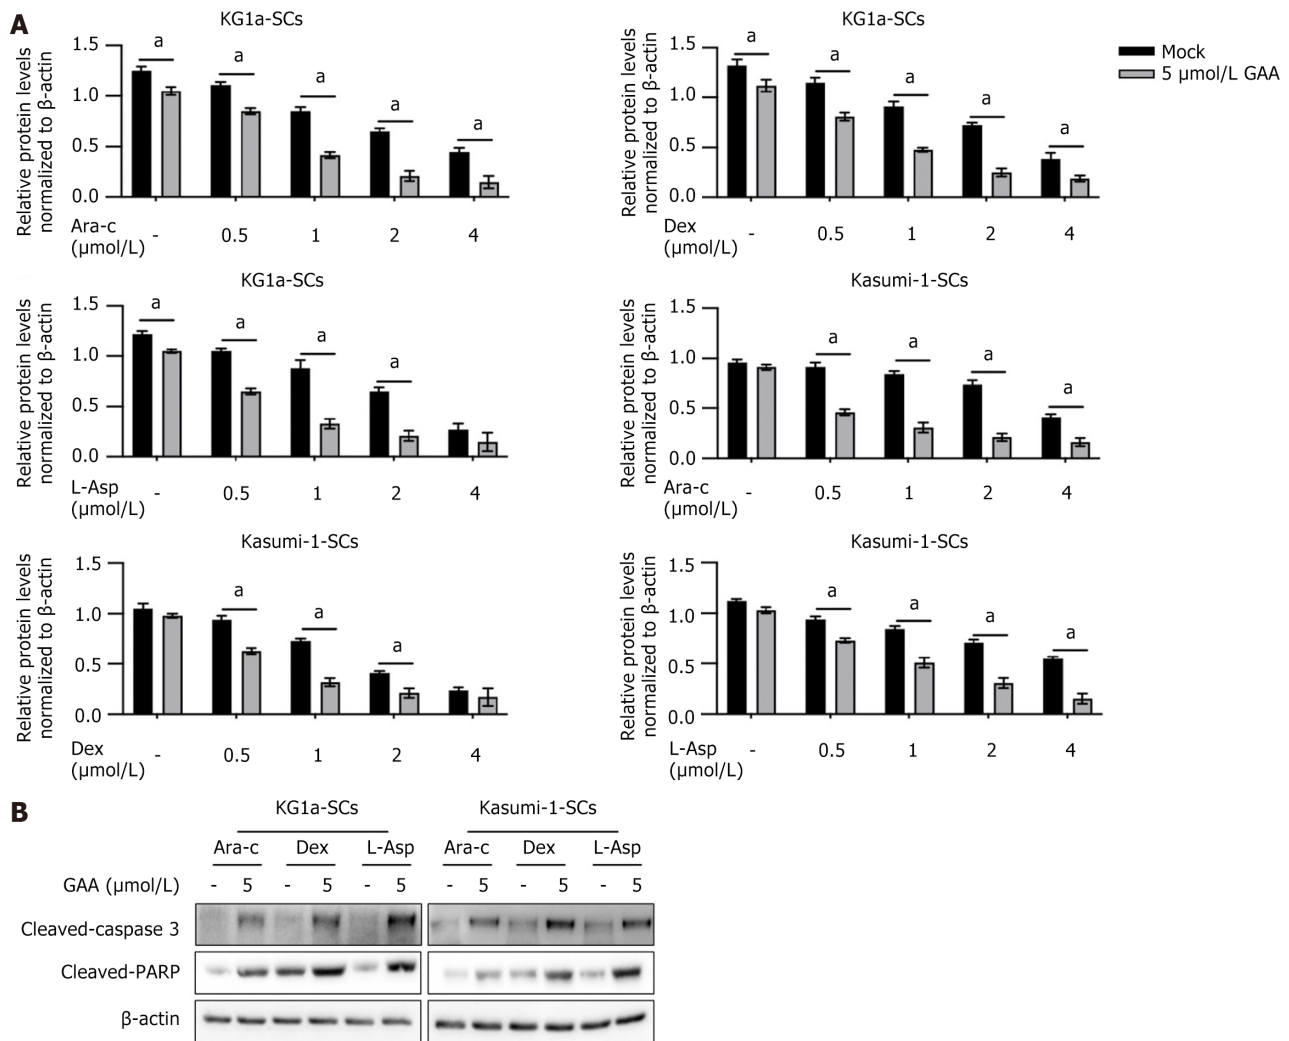 A
KG1a-SCs
Relative protein levels
normalized to β-actin
1.5
1.0
0.5
0.0
a a a a a
Ara-c
(μmol/L)
- 0.5 1 2 4
KG1a-SCs
Relative protein levels
normalized to β-actin
1.5
1.0
0.5
0.0
a a a a a
Dex
(μmol/L)
- 0.5 1 2 4
Mock
5 μmol/L GAA
KG1a-SCs
Relative protein levels
normalized to β-actin
1.5
1.0
0.5
0.0
a a a a
L-Asp
(μmol/L)
- 0.5 1 2 4
Kasumi-1-SCs
Relative protein levels
normalized to β-actin
1.5
1.0
0.5
0.0
a a a a
Ara-c
(μmol/L)
- 0.5 1 2 4
Kasumi-1-SCs
Relative protein levels
normalized to β-actin
1.5
1.0
0.5
0.0
a a a
Dex
(μmol/L)
- 0.5 1 2 4
Kasumi-1-SCs
Relative protein levels
normalized to β-actin
1.5
1.0
0.5
0.0
a a a a
L-Asp
(μmol/L)
- 0.5 1 2 4
B
KG1a-SCs Kasumi-1-SCs
Ara-c Dex L-Asp Ara-c Dex L-Asp
GAA (μmol/L) - 5 - 5 - 5 - 5 - 5 - 5
Cleaved-caspase 3
Cleaved-PARP
β-actin